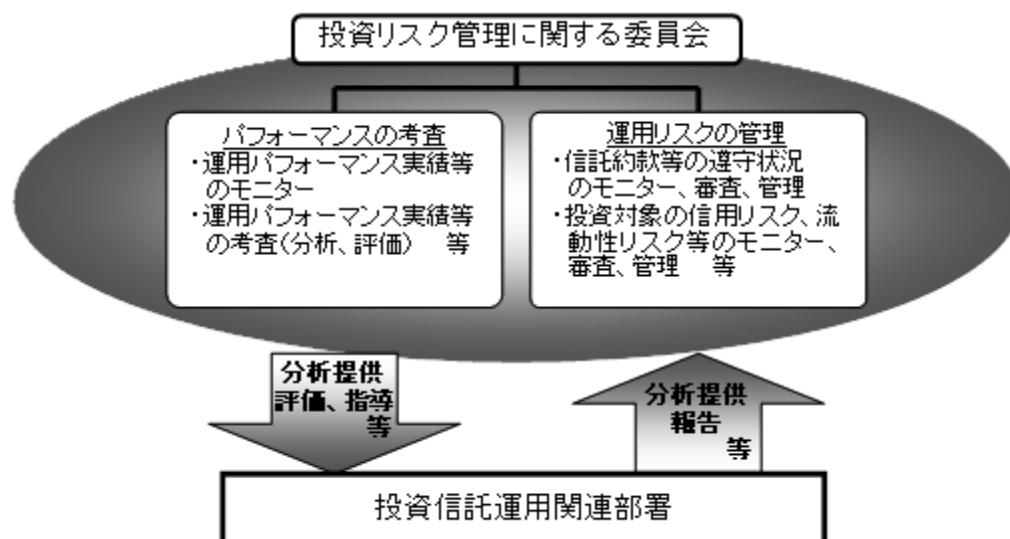 投資リスク管理に関する委員会
パフォーマンスの考査
・運用パフォーマンス実績等
のモニター
・運用パフォーマンス実績等
の考査(分析、評価) 等
運用リスクの管理
・信託約款等の遵守状況
のモニター、審査、管理
・投資対象の信用リスク、流
動性リスク等のモニター、
審査、管理 等
分析提供
評価、指導
等
分析提供
報告
等
投資信託運用関連部署